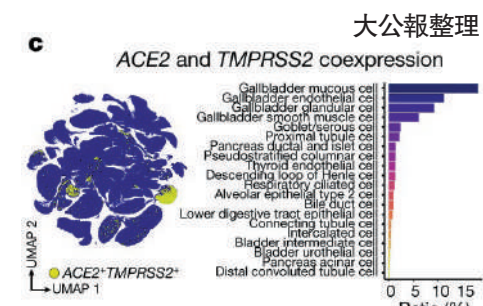 大公報整理
c
ACE2 and TMPRSS2 coexpression
Gallbladder mucous cell
Gallbladder endothelial cell
Gallbladder glandular cell
Gallbladder smooth muscle cell
Goblet/serous cell
Proximal tubule cell
Pancreas ductal and islet cell
Pseudostratified columnar cell
Thyroid endothelial cell
Descending loop of Henle cell
Respiratory ciliated cell
Alveolar epithelial type 2 cell
Bile duct cell
Lower digestive tract epithelial cell
Connecting tubule cell
Intercalated cell
Bladder intermediate cell
Bladder urothelial cell
Pancreas acinar cell
Distal convoluted tubule cell
UMAP 2
UMAP 1
ACE2⁺TMPRSS2⁺
0 5 10 15
Ratio (%)